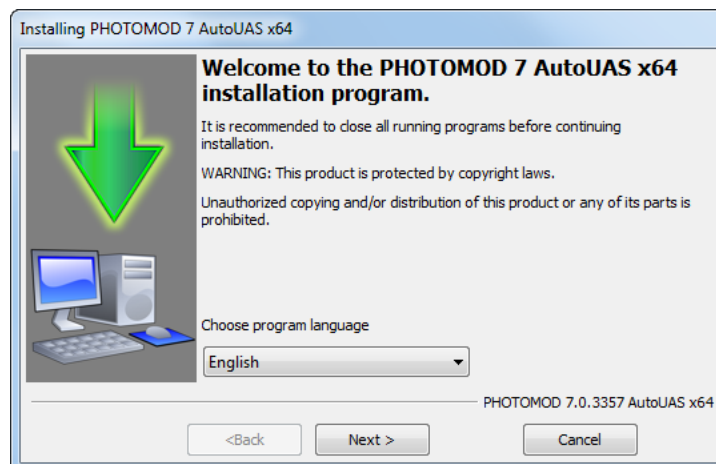 Installing PHOTOMOD 7 AutoUAS x64
Welcome to the PHOTOMOD 7 AutoUAS x64
installation program.
It is recommended to close all running programs before continuing
installation.
WARNING: This product is protected by copyright laws.
Unauthorized copying and/or distribution of this product or any of its parts is
prohibited.
Choose program language
English
PHOTOMOD 7.0.3357 AutoUAS x64
<Back
Next >
Cancel